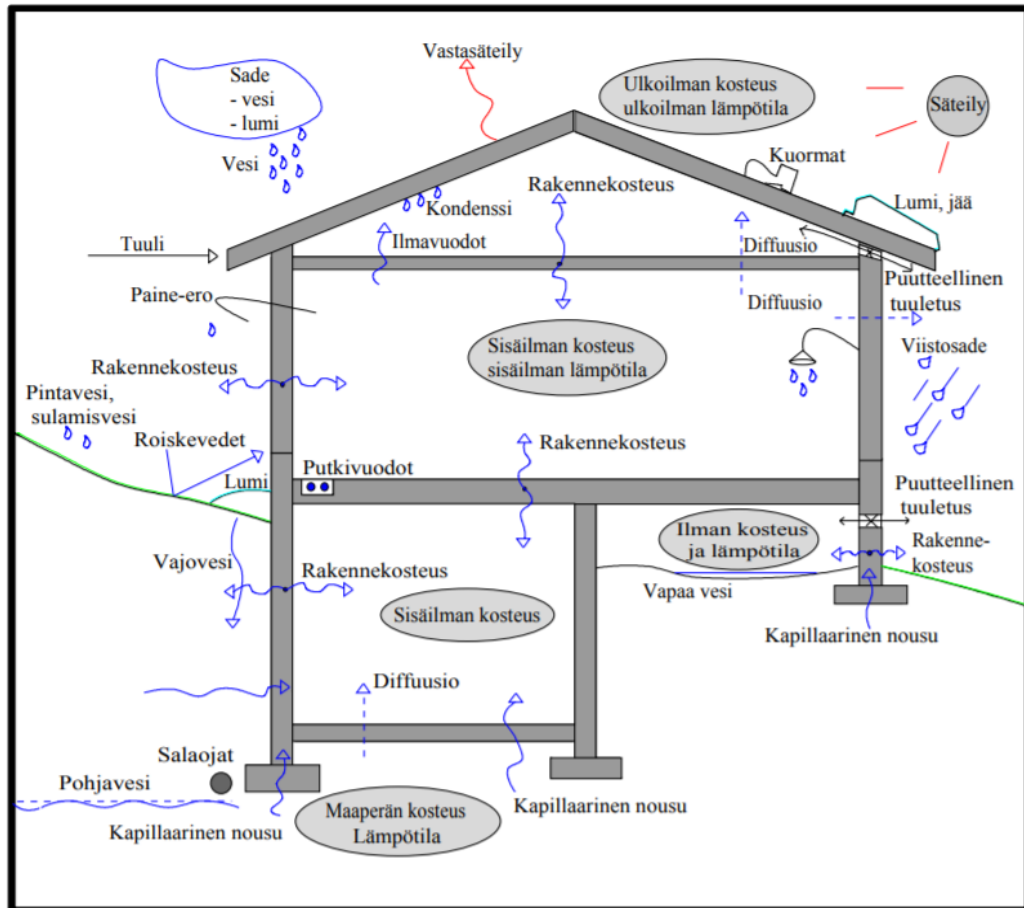 Vastasäteily
Sade
- vesi
- lumi
Ulkoilman kosteus
ulkoilman lämpötila
Säteily
Vesi
Kuormat
Rakennekosteus
Kondenssi
Lumi, jää
Tuuli
Ilmavuodot
Diffuusio
Puutteellinen
tuuletus
Paine-ero
Diffuusio
Sisäilman kosteus
sisäilman lämpötila
Viistosade
Rakennekosteus
Pintavesi,
sulamisvesi
Roiskevedet
Rakennekosteus
Putkivuodot
Lumi
Puutteellinen
tuuletus
Ilman kosteus
ja lämpötila
Vajovesi
Rakenne-
kosteus
Rakennekosteus
Vapaa vesi
Sisäilman kosteus
Kapillaarinen nousu
Diffuusio
Salaojat
Pohjavesi
Kapillaarinen nousu
Maaperän kosteus
Lämpötila
Kapillaarinen nousu